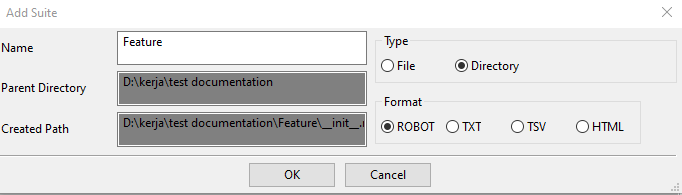 Add Suite
Name
Feature
Parent Directory
D:\kerja\test documentation
Created Path
D:\kerja\test documentation\Feature\__init__.
Type
File
Directory
Format
ROBOT
TXT
TSV
HTML
OK
Cancel